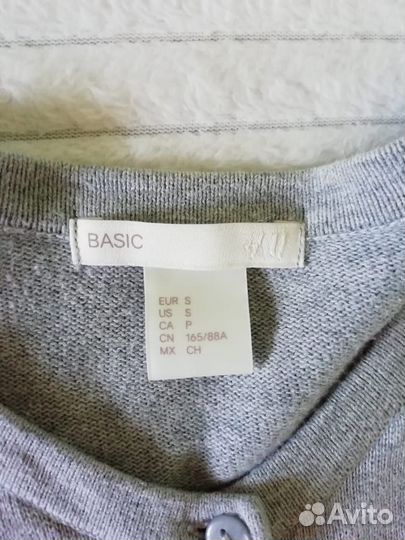 BASIC H&M
EUR S
US S
CA P
CN 165/88A
MX CH
Avito